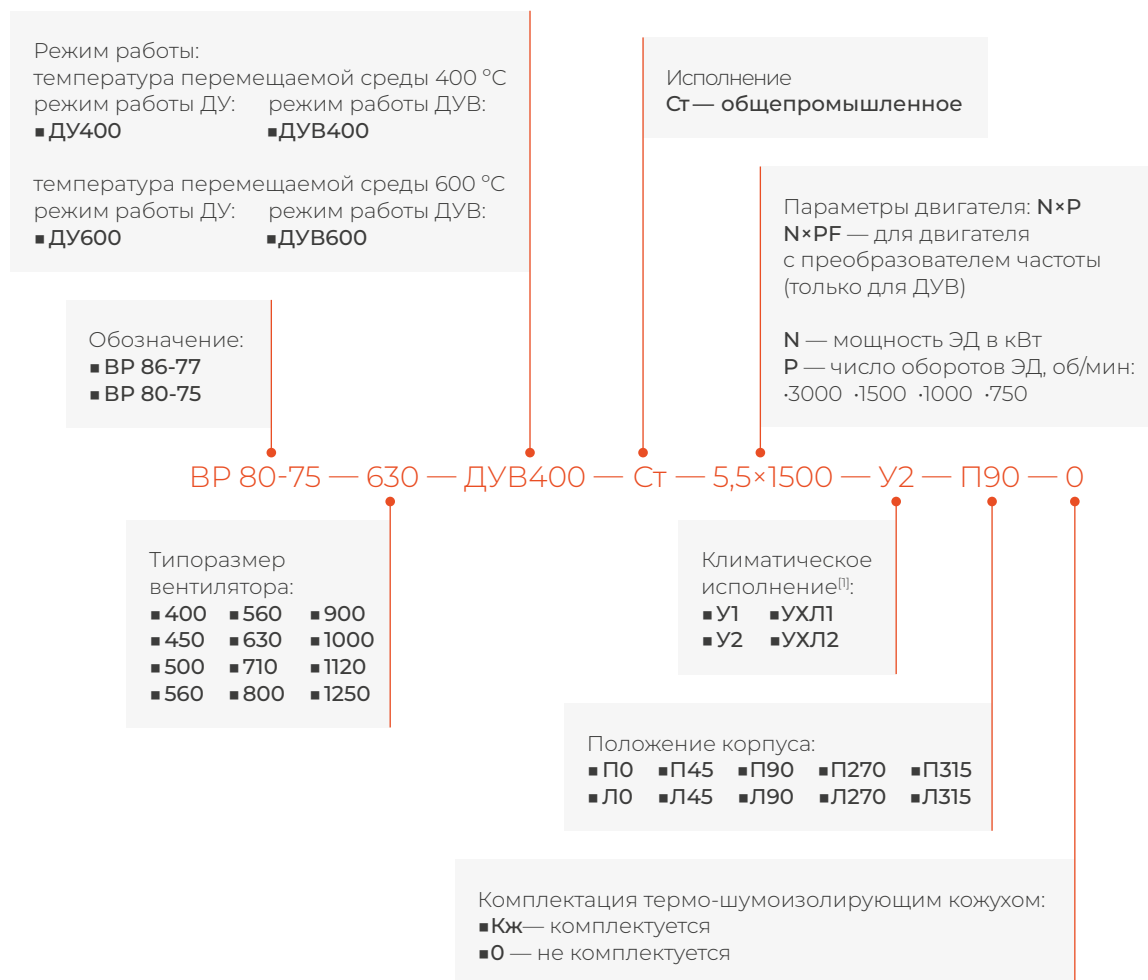 Режим работы:
температура перемещаемой среды 400 °С
режим работы ДУ: режим работы ДУВ:
■ ДУ400 ■ ДУВ400
температура перемещаемой среды 600 °С
режим работы ДУ: режим работы ДУВ:
■ ДУ600 ■ ДУВ600
Исполнение
Ст — общепромышленное
Параметры двигателя: N×P
N×PF — для двигателя
с преобразователем частоты
(только для ДУВ)
N — мощность ЭД в кВт
P — число оборотов ЭД, об/мин:
·3000 ·1500 ·1000 ·750
Обозначение:
■ ВР 86-77
■ ВР 80-75
ВР 80-75 — 630 — ДУВ400 — Ст — 5,5×1500 — У2 — П90 — 0
Типоразмер
вентилятора:
■ 400 ■ 560 ■ 900
■ 450 ■ 630 ■ 1000
■ 500 ■ 710 ■ 1120
■ 560 ■ 800 ■ 1250
Климатическое
исполнение[1]:
■ У1 ■ УХЛ1
■ У2 ■ УХЛ2
Положение корпуса:
■ П0 ■ П45 ■ П90 ■ П270 ■ П315
■ Л0 ■ Л45 ■ Л90 ■ Л270 ■ Л315
Комплектация термо-шумоизолирующим кожухом:
■ Кж— комплектуется
■ 0 — не комплектуется